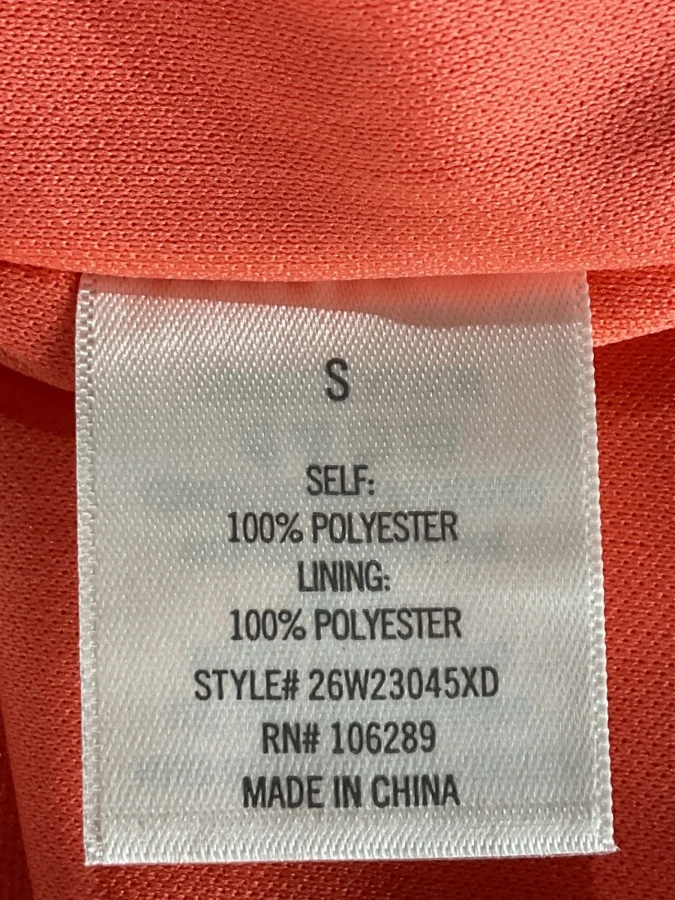 S
SELF:
100% POLYESTER
LINING:
100% POLYESTER
STYLE# 26W23045XD
RN# 106289
MADE IN CHINA